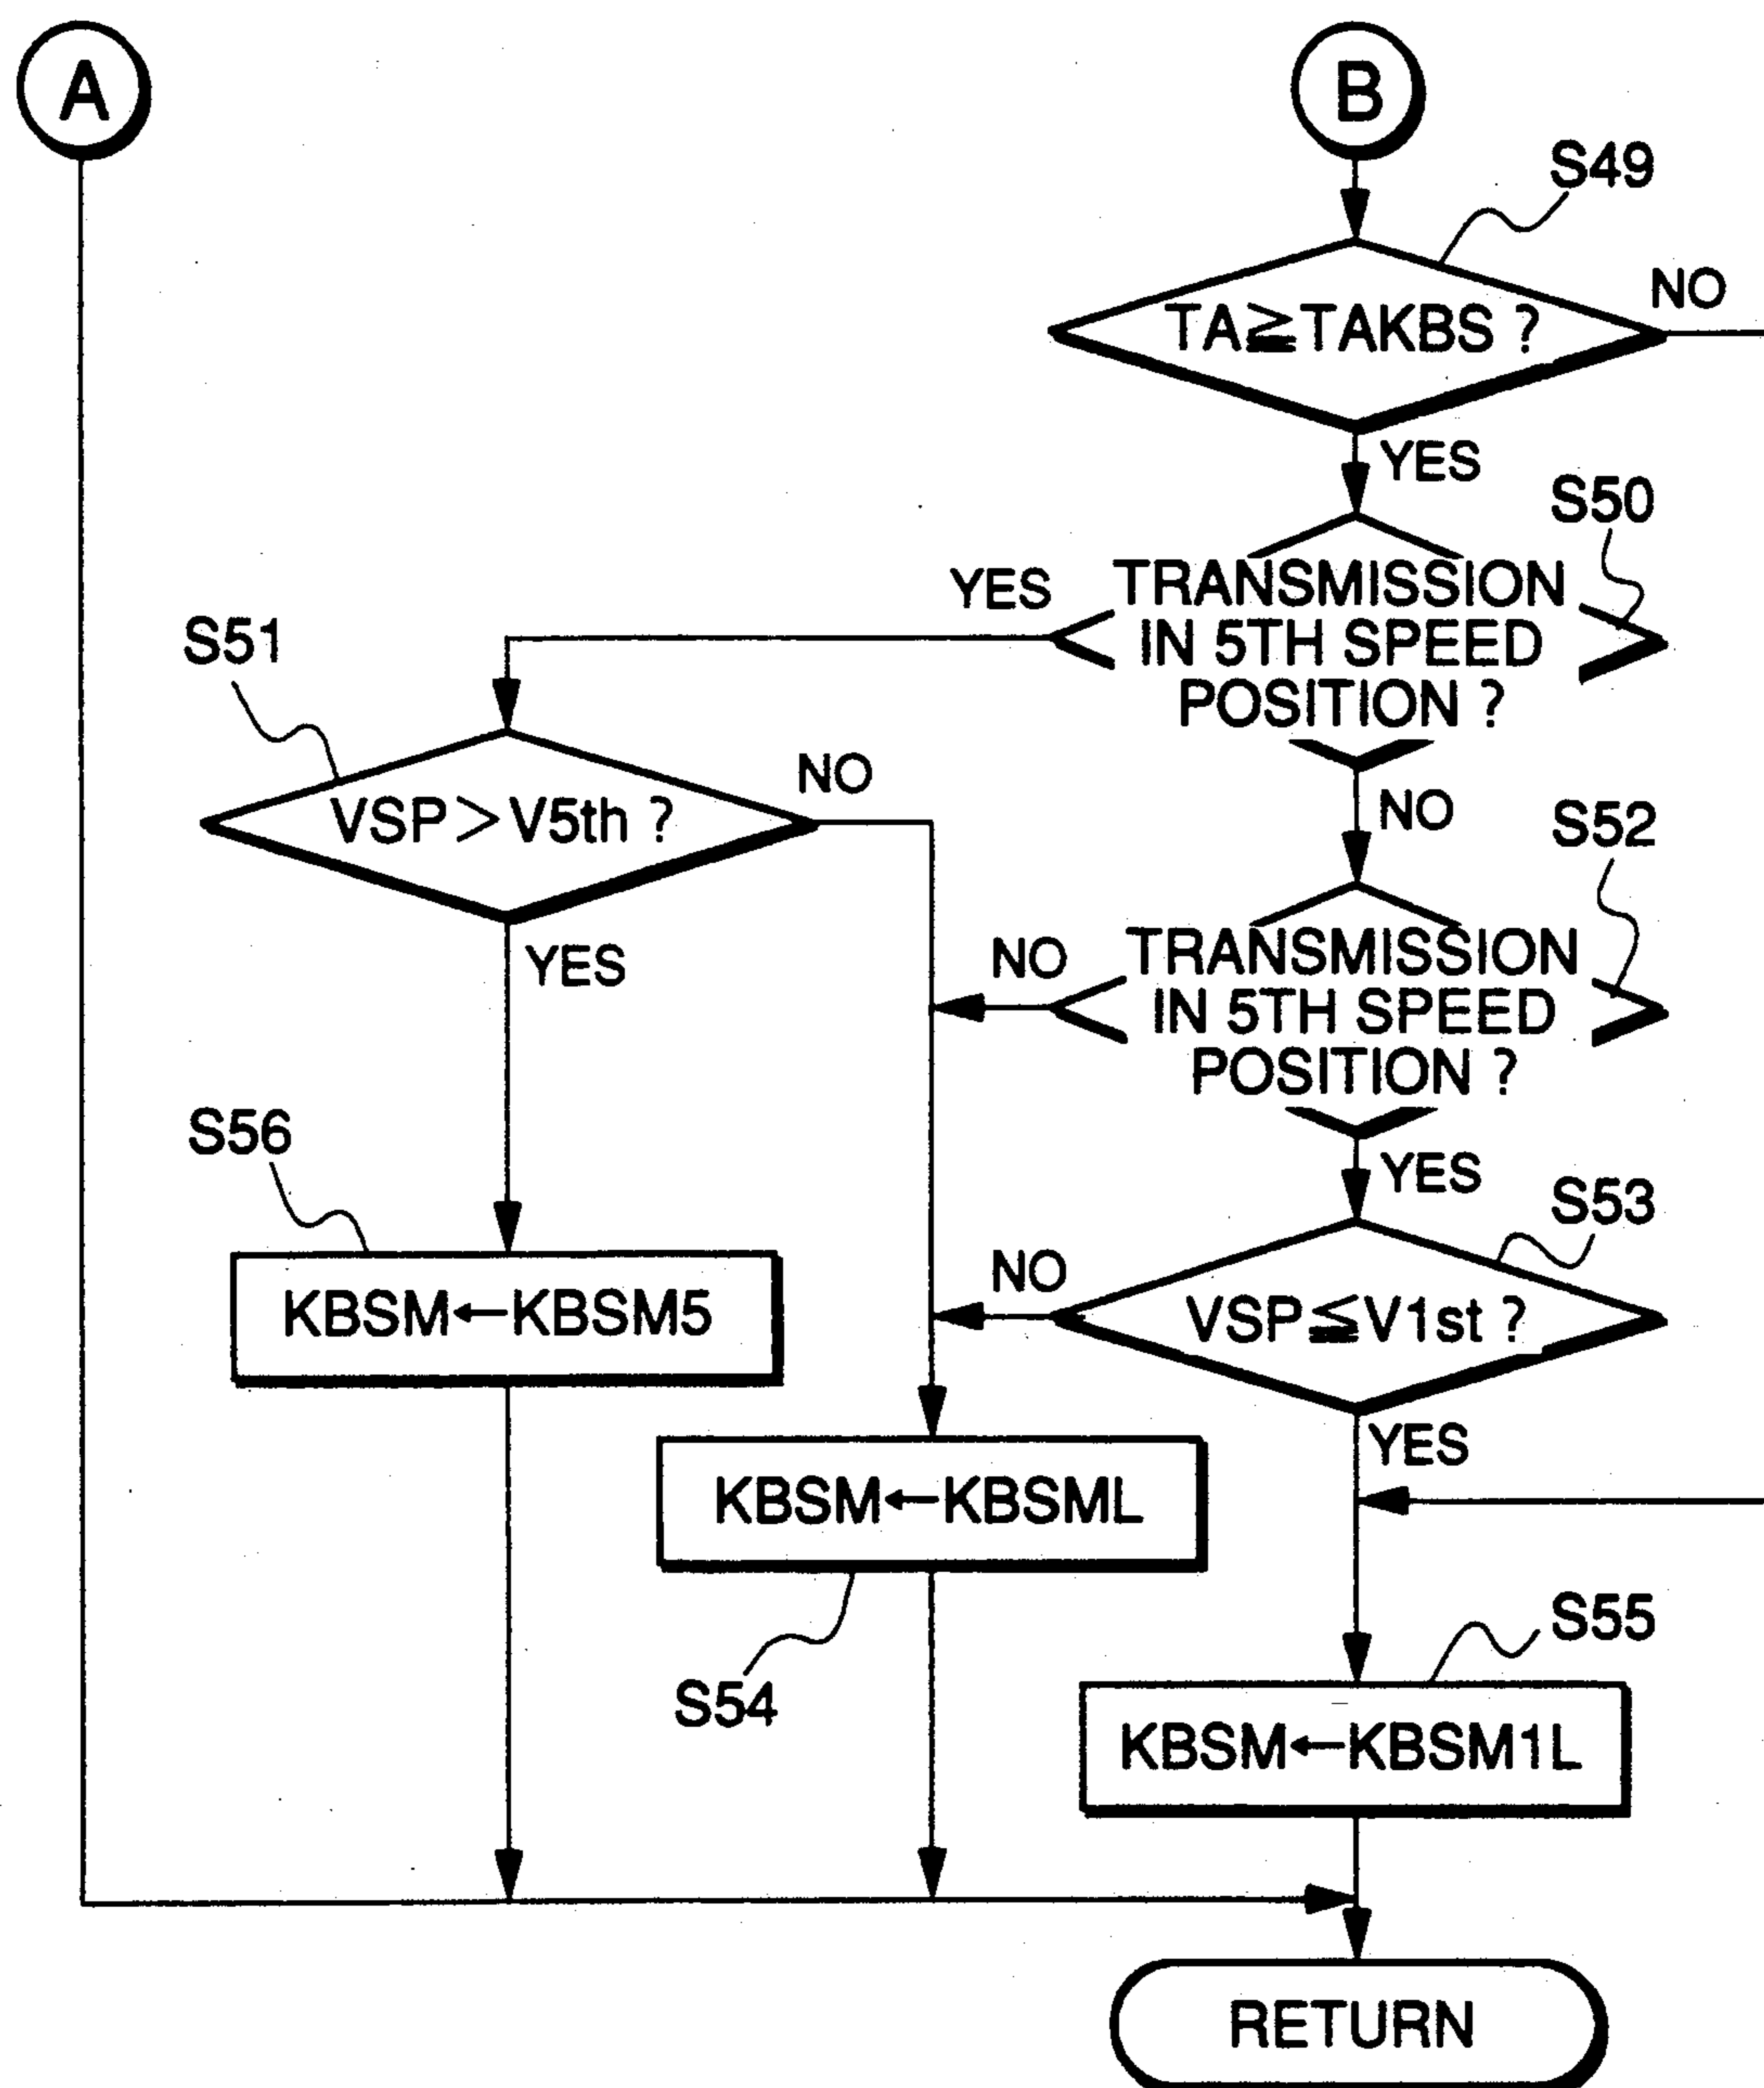 A
B
S49
TA≧TAKBS ?
NO
YES
S50
TRANSMISSION
IN 5TH SPEED
POSITION ?
YES
NO
S51
VSP>V5th ?
NO
YES
S52
TRANSMISSION
IN 5TH SPEED
POSITION ?
NO
YES
S53
VSP≦V1st ?
NO
YES
S56
KBSM←KBSM5
KBSM←KBSML
S54
S55
KBSM←KBSM1L
RETURN